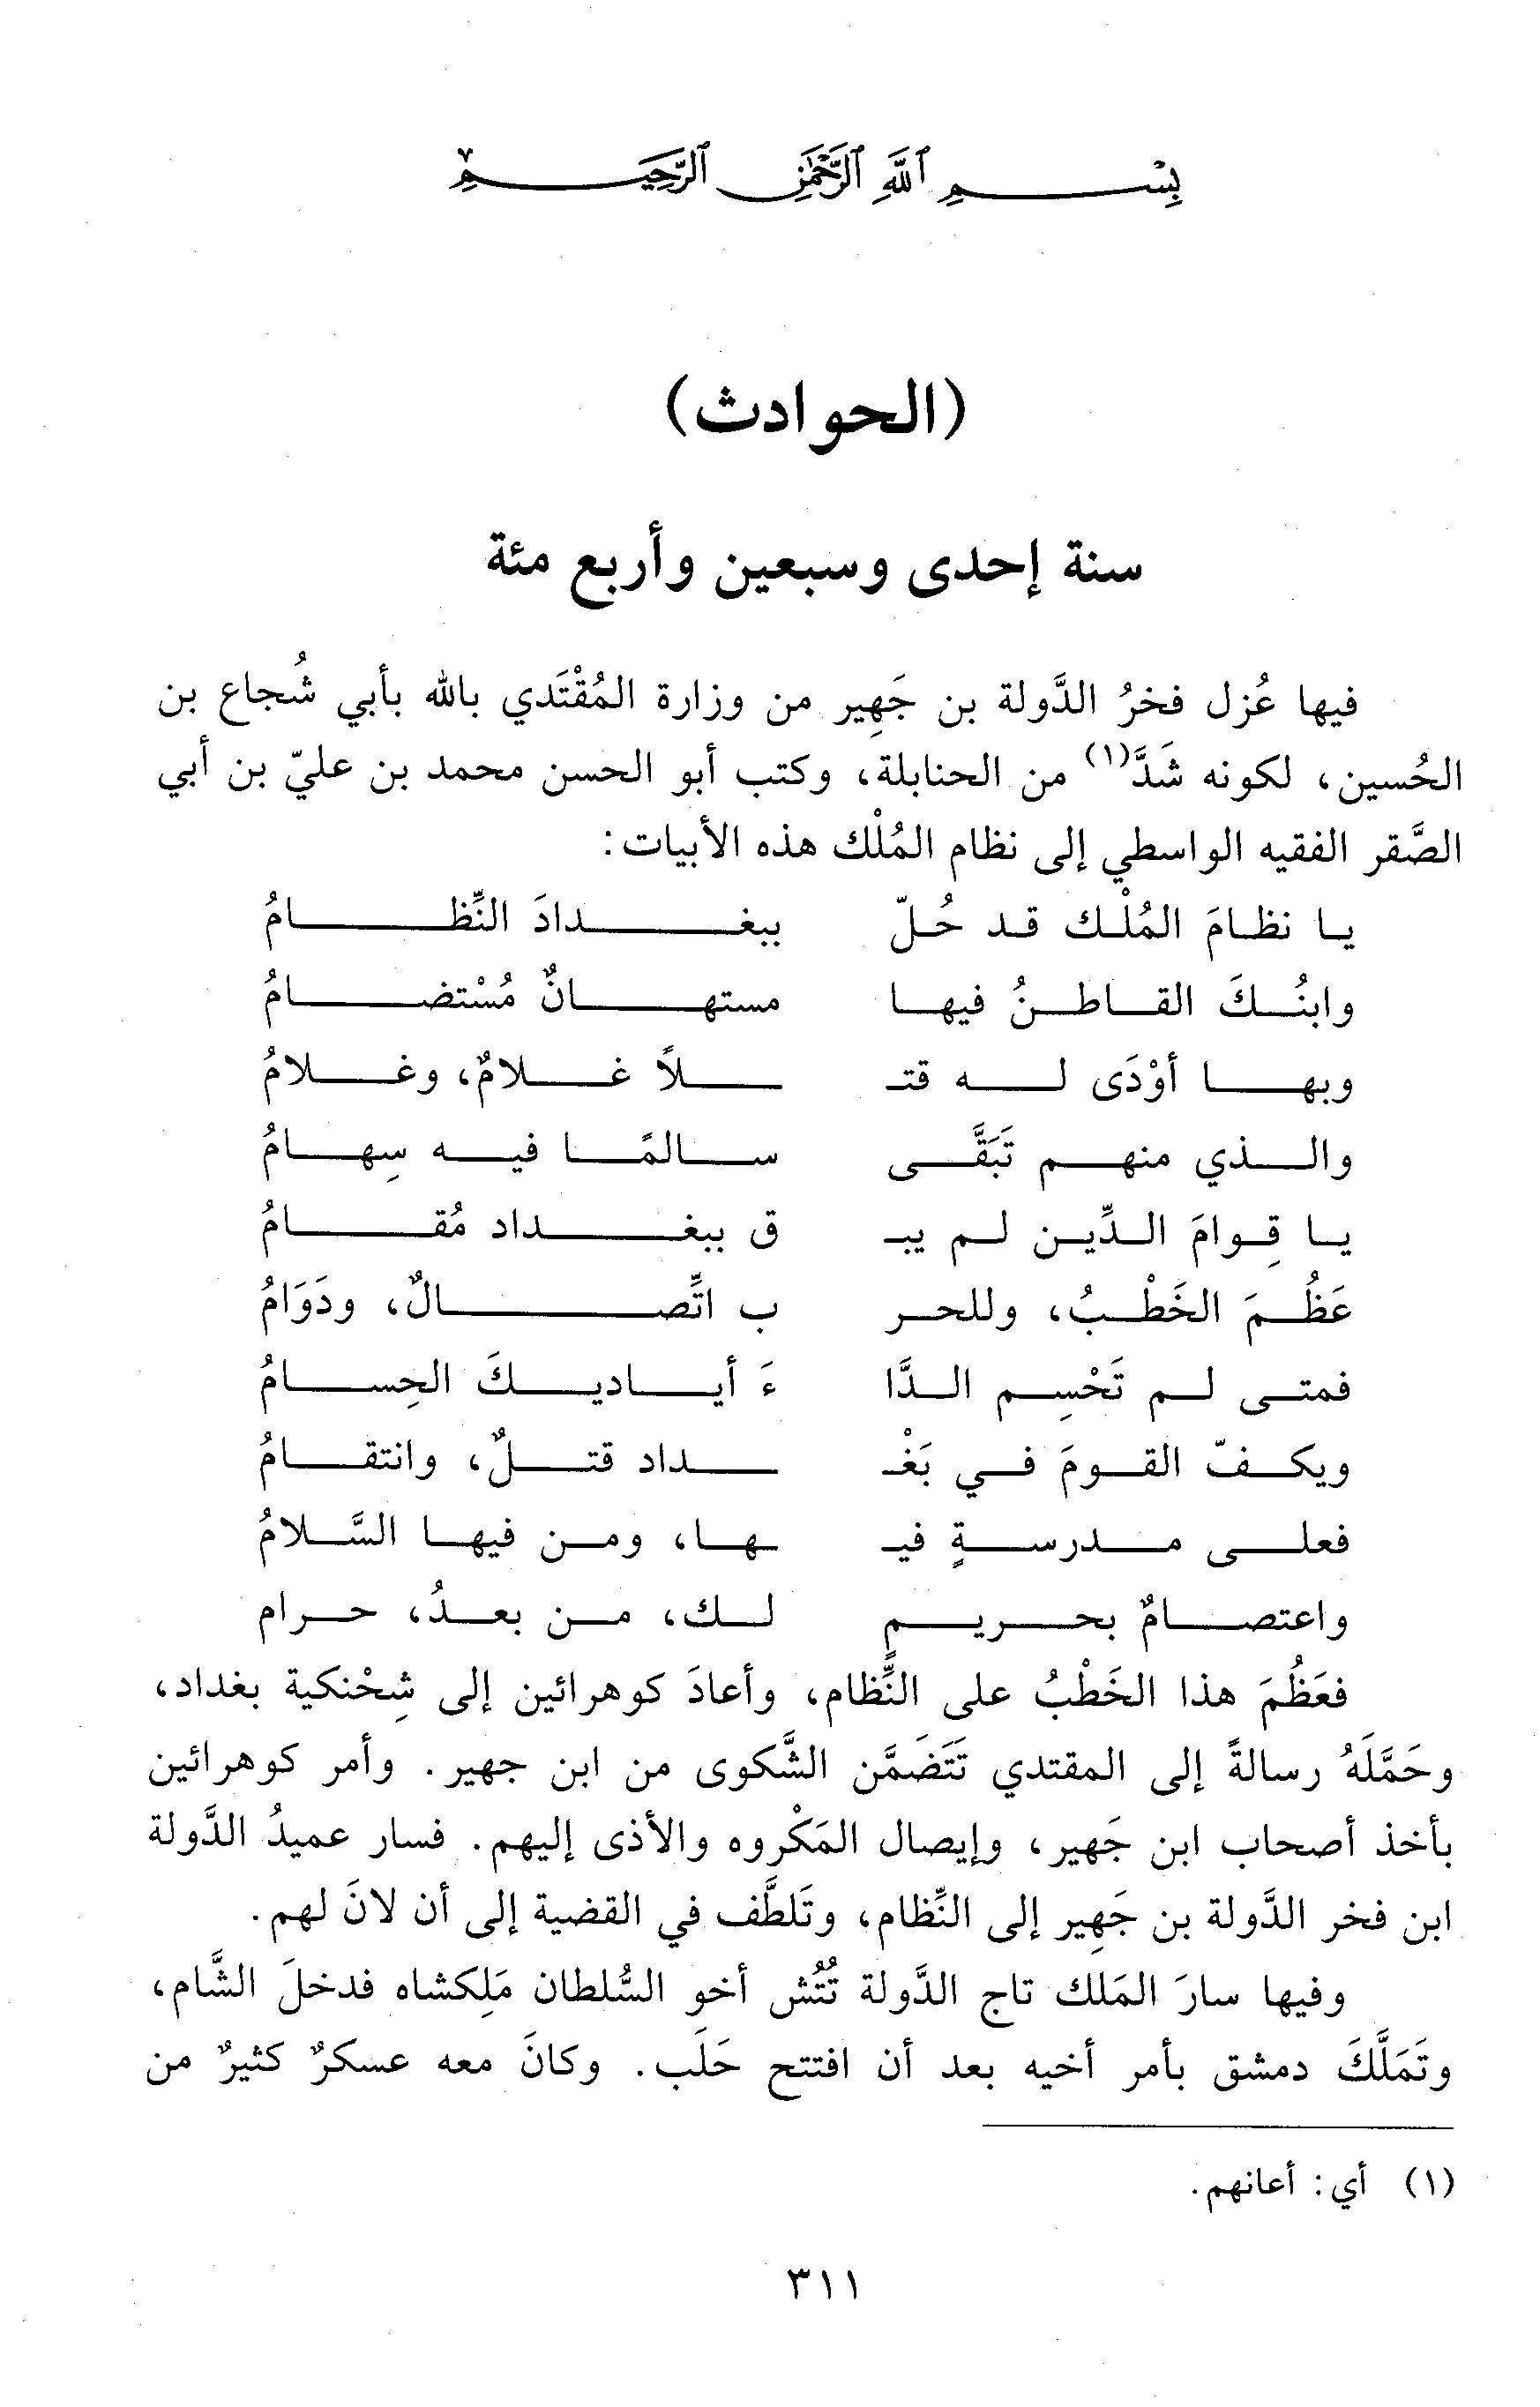 بِسْمِ ٱللَّهِ ٱلرَّحْمَٰنِ ٱلرَّحِيمِ
(الحوادث)
سنة إحدى وسبعين وأربع مئة
فيها عُزل فخرُ الدَّولة بن جَهِير من وزارة المُقْتَدي بالله بأبي شُجاع بن
الحُسين، لكونه شَدَّ(١) من الحنابلة، وكتب أبو الحسن محمد بن عليّ بن أبي
الصَّقر الفقيه الواسطي إلى نظام المُلْك هذه الأبيات:
يا نظامَ المُلْك قد حُلّ ببغدادَ النِّظامُ
وابنُكَ القاطنُ فيها مستهانٌ مُسْتضامُ
وبها أوْدَى له قتـ ـلاً غلامٌ، وغلامُ
والذي منهم تَبَقَّى سالمًا فيه سِهامُ
يا قِوامَ الدِّين لم يبـ ق ببغداد مُقامُ
عَظُمَ الخَطْبُ، وللحر ب اتِّصالٌ، ودَوَامُ
فمتى لم تَحْسِم الدَّا ءَ أياديكَ الحِسامُ
ويكفّ القومَ في بَغْـ ـداد قتلٌ، وانتقامُ
فعلى مدرسةٍ فيـ ـها، ومن فيها السَّلامُ
واعتصامٌ بحريمٍ لك، من بعدُ، حرام
فعَظُمَ هذا الخَطْبُ على النِّظام، وأعادَ كوهرائين إلى شِحْنكية بغداد،
وحَمَّلَهُ رسالةً إلى المقتدي تَتَضَمَّن الشَّكوى من ابن جهير. وأمر كوهرائين
بأخذ أصحاب ابن جَهير، وإيصال المَكْروه والأذى إليهم. فسار عميدُ الدَّولة
ابن فخر الدَّولة بن جَهِير إلى النِّظام، وتَلطَّف في القضية إلى أن لانَ لهم.
وفيها سارَ المَلك تاج الدَّولة تُتُش أخو السُّلطان مَلِكشاه فدخلَ الشَّام،
وتَمَلَّكَ دمشق بأمر أخيه بعد أن افتتح حَلَب. وكانَ معه عسكرٌ كثيرٌ من
(١) أي: أعانهم.
٣١١